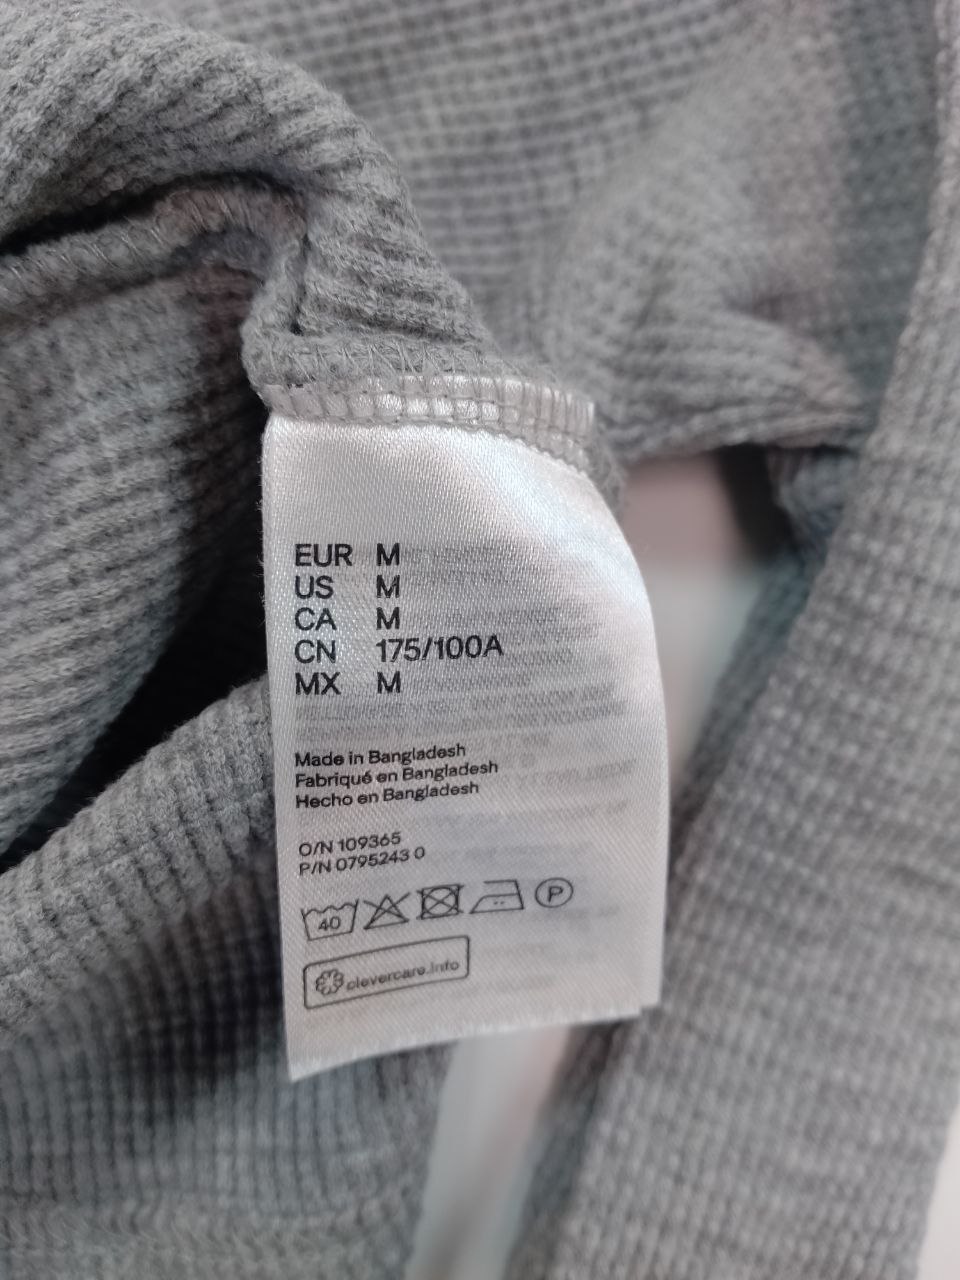 EUR M
US M
CA M
CN 175/100A
MX M
Made in Bangladesh
Fabriqué en Bangladesh
Hecho en Bangladesh
O/N 109365
P/N 0795243 0
40 P
clevercare.info